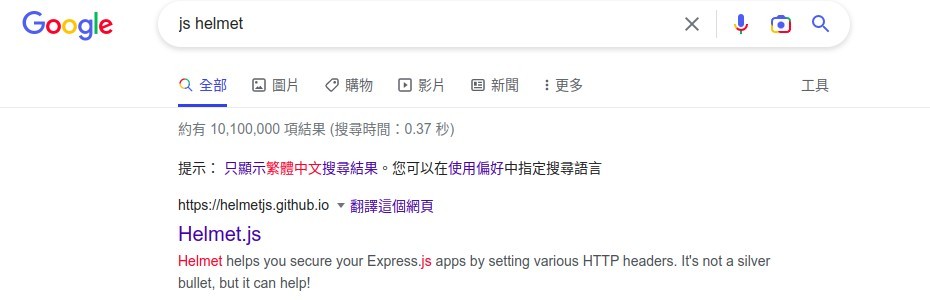 Google
js helmet
全部 圖片 購物 影片 新聞 更多 工具
約有 10,100,000 項結果 (搜尋時間：0.37 秒)
提示： 只顯示繁體中文搜尋結果。您可以在使用偏好中指定搜尋語言
https://helmetjs.github.io 翻譯這個網頁
Helmet.js
Helmet helps you secure your Express.js apps by setting various HTTP headers. It's not a silver
bullet, but it can help!